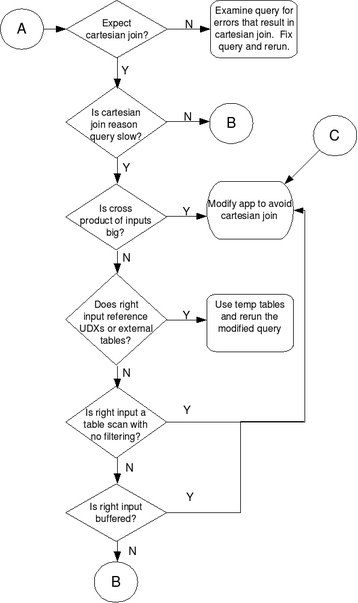 A
Expect
cartesian join?
N
Examine query for
errors that result in
cartesian join. Fix
query and rerun.
Y
Is cartesian
join reason
query slow?
N
B
C
Y
Is cross
product of inputs
big?
Y
Modify app to avoid
cartesian join
N
Does right
input reference
UDXs or external
tables?
Y
Use temp tables
and rerun the
modified query
N
Is right input a
table scan with
no filtering?
Y
N
Is right input
buffered?
Y
N
B